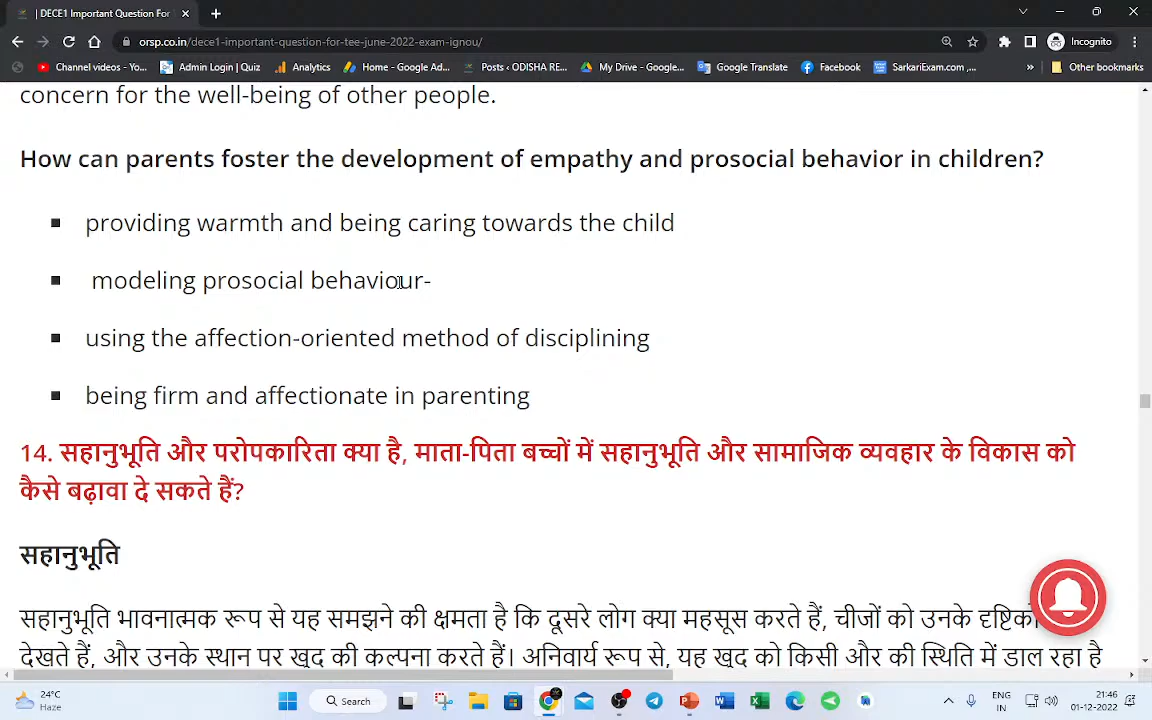 | DECE1 Important Question For
orsp.co.in/dece1-important-question-for-tee-june-2022-exam-ignou/
Incognito
Channel videos - Yo...
Admin Login | Quiz
Analytics
Home - Google Ad...
Posts ‹ ODISHA RE...
My Drive - Google...
Google Translate
Facebook
SarkariExam.com ,...
»
Other bookmarks
concern for the well-being of other people.
How can parents foster the development of empathy and prosocial behavior in children?
providing warmth and being caring towards the child
modeling prosocial behaviour-
using the affection-oriented method of disciplining
being firm and affectionate in parenting
14. सहानुभूति और परोपकारिता क्या है, माता-पिता बच्चों में सहानुभूति और सामाजिक व्यवहार के विकास को
कैसे बढ़ावा दे सकते हैं?
सहानुभूति
सहानुभूति भावनात्मक रूप से यह समझने की क्षमता है कि दूसरे लोग क्या महसूस करते हैं, चीजों को उनके
देखते हैं, और उनके स्थान पर खुद की कल्पना करते हैं। अनिवार्य रूप से, यह खुद को किसी और की स्थिति में डाल रहा है
24°C
Haze
Search
ENG
IN
21:46
01-12-2022